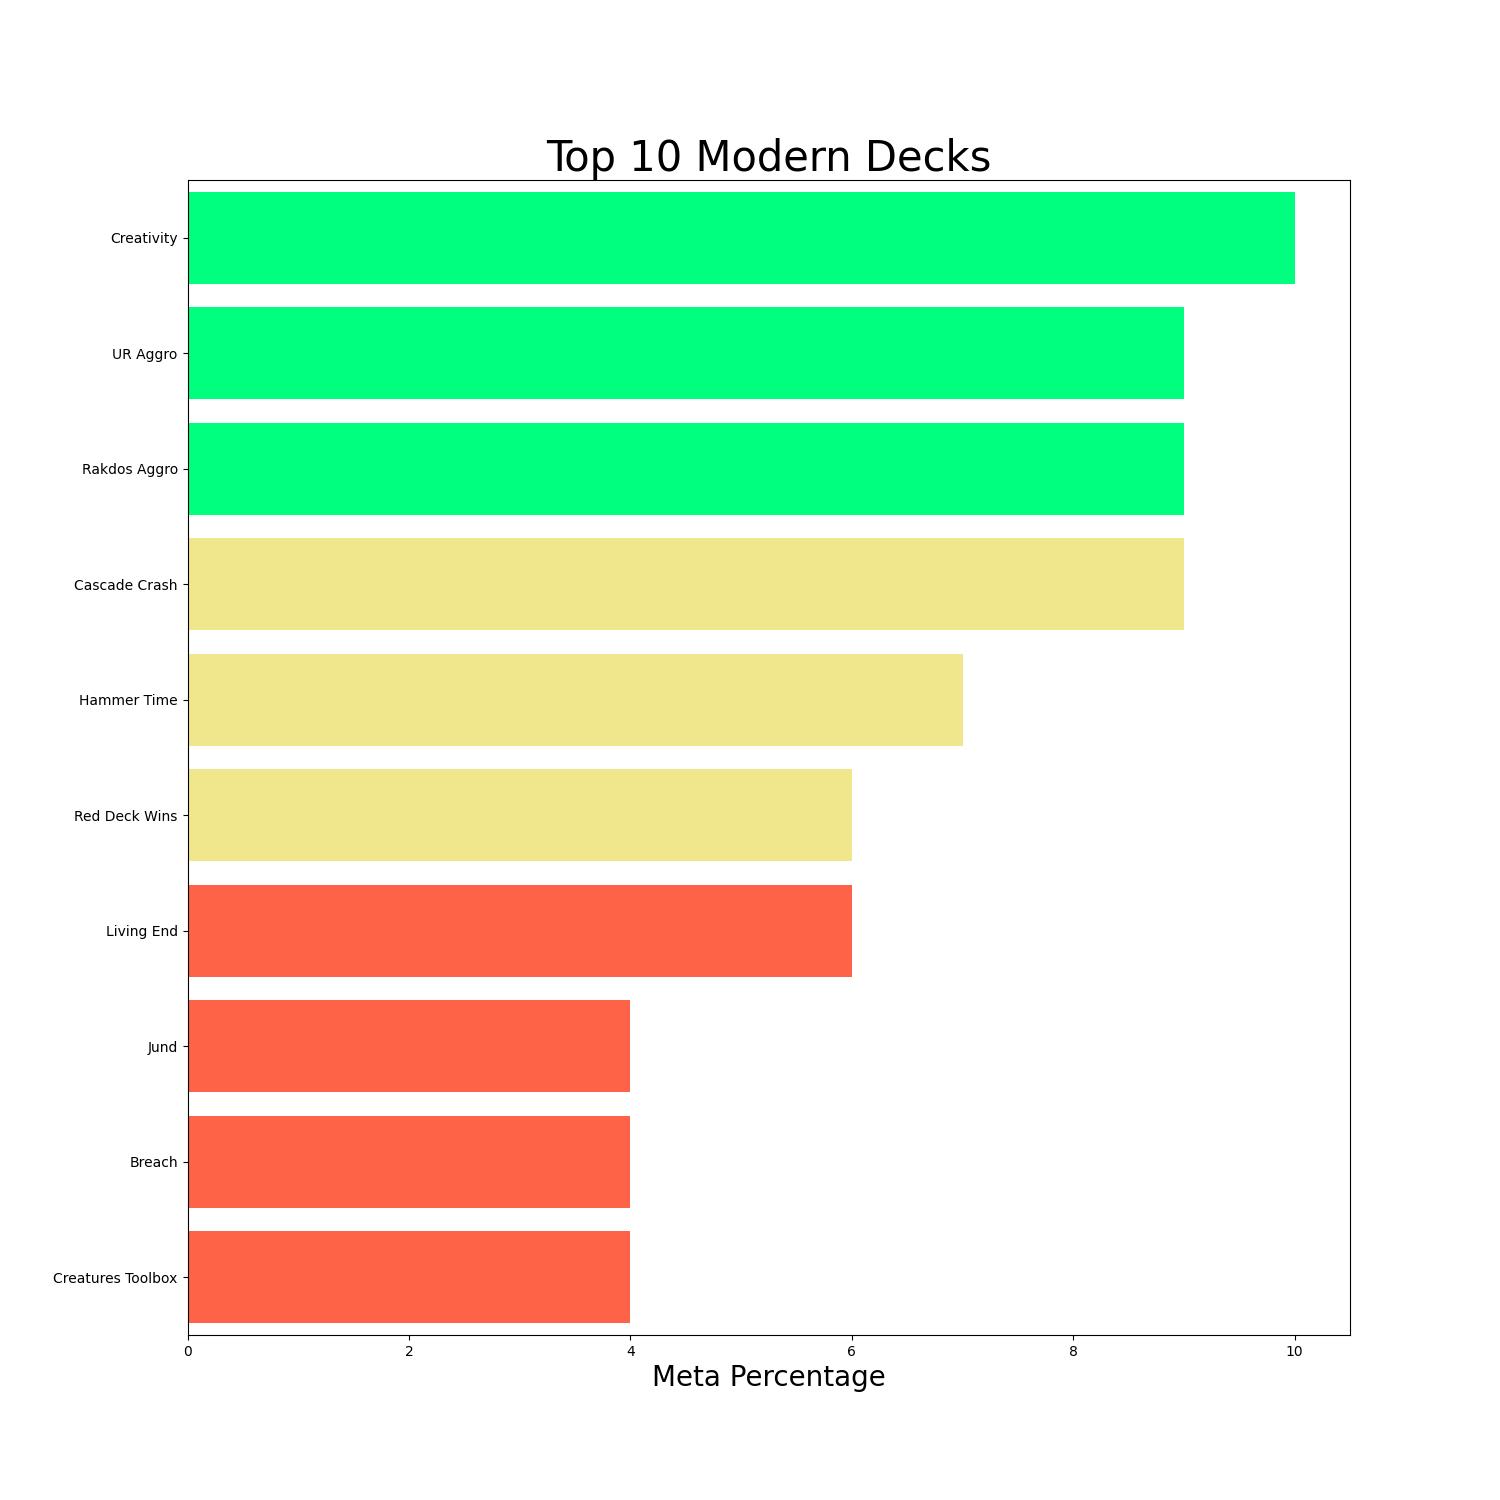 Top 10 Modern Decks
Creativity
UR Aggro
Rakdos Aggro
Cascade Crash
Hammer Time
Red Deck Wins
Living End
Jund
Breach
Creatures Toolbox
0 2 4 6 8 10
Meta Percentage